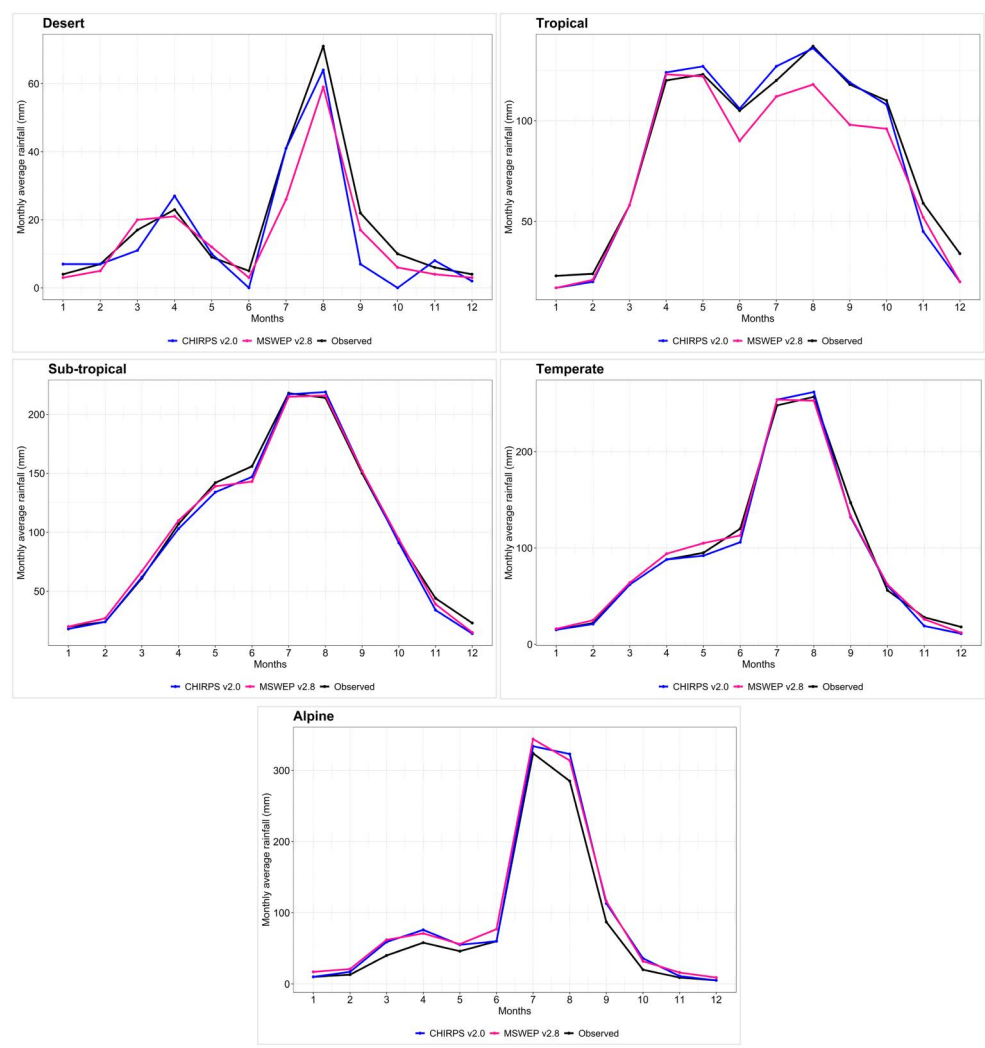 Desert
Monthly average rainfall (mm)
60
40
20
0
1 2 3 4 5 6 7 8 9 10 11 12
Months
CHIRPS v2.0 MSWEP v2.8 Observed
Tropical
Monthly average rainfall (mm)
100
50
1 2 3 4 5 6 7 8 9 10 11 12
Months
CHIRPS v2.0 MSWEP v2.8 Observed
Sub-tropical
Monthly average rainfall (mm)
200
150
100
50
1 2 3 4 5 6 7 8 9 10 11 12
Months
CHIRPS v2.0 MSWEP v2.8 Observed
Temperate
Monthly average rainfall (mm)
200
100
0
1 2 3 4 5 6 7 8 9 10 11 12
Months
CHIRPS v2.0 MSWEP v2.8 Observed
Alpine
Monthly average rainfall (mm)
300
200
100
0
1 2 3 4 5 6 7 8 9 10 11 12
Months
CHIRPS v2.0 MSWEP v2.8 Observed